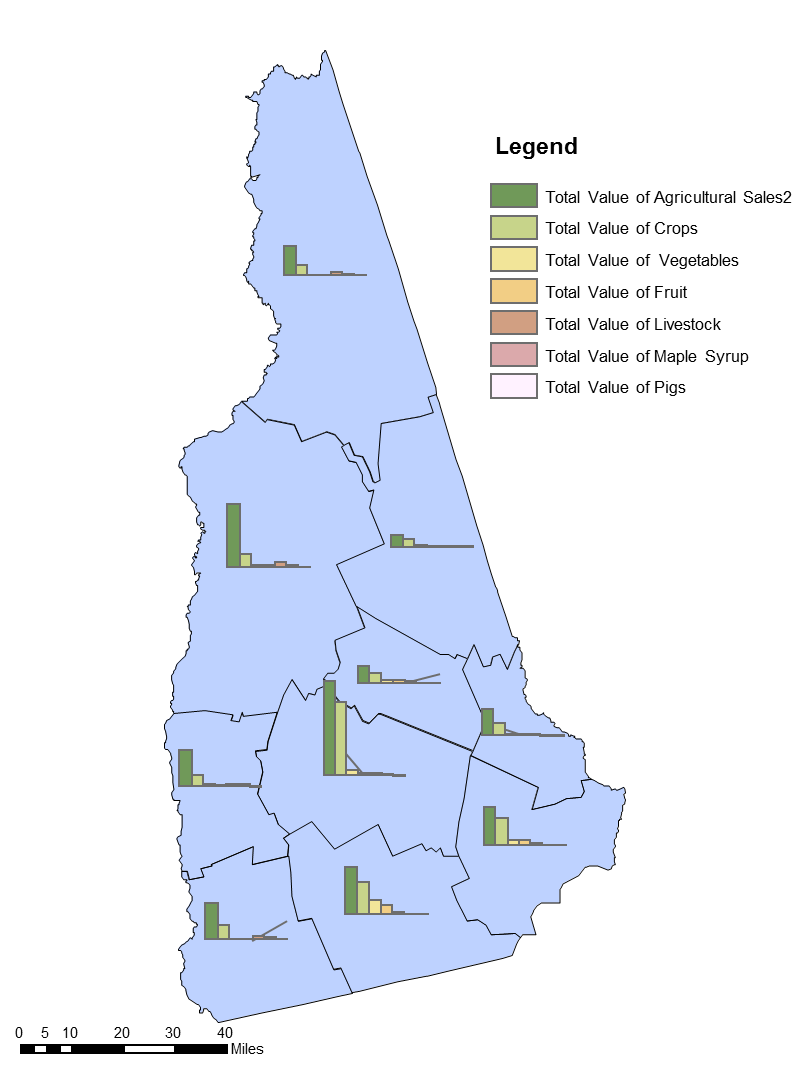 Legend
Total Value of Agricultural Sales2
Total Value of Crops
Total Value of Vegetables
Total Value of Fruit
Total Value of Livestock
Total Value of Maple Syrup
Total Value of Pigs
0 5 10 20 30 40
Miles